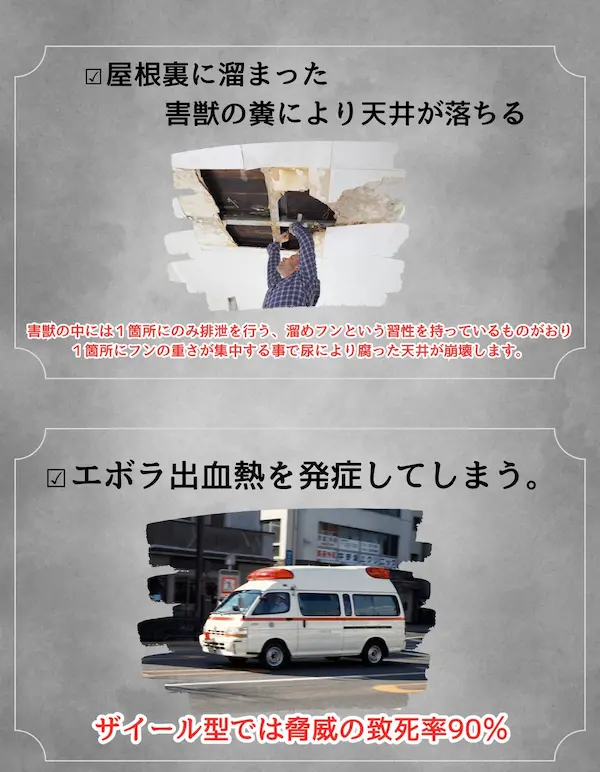 ☑屋根裏に溜まった
害獣の糞により天井が落ちる
害獣の中には１箇所にのみ排泄を行う、溜めフンという習性を持っているものがおり
１箇所にフンの重さが集中する事で尿により腐った天井が崩壊します。
☑エボラ出血熱を発症してしまう。
ザイール型では脅威の致死率90％